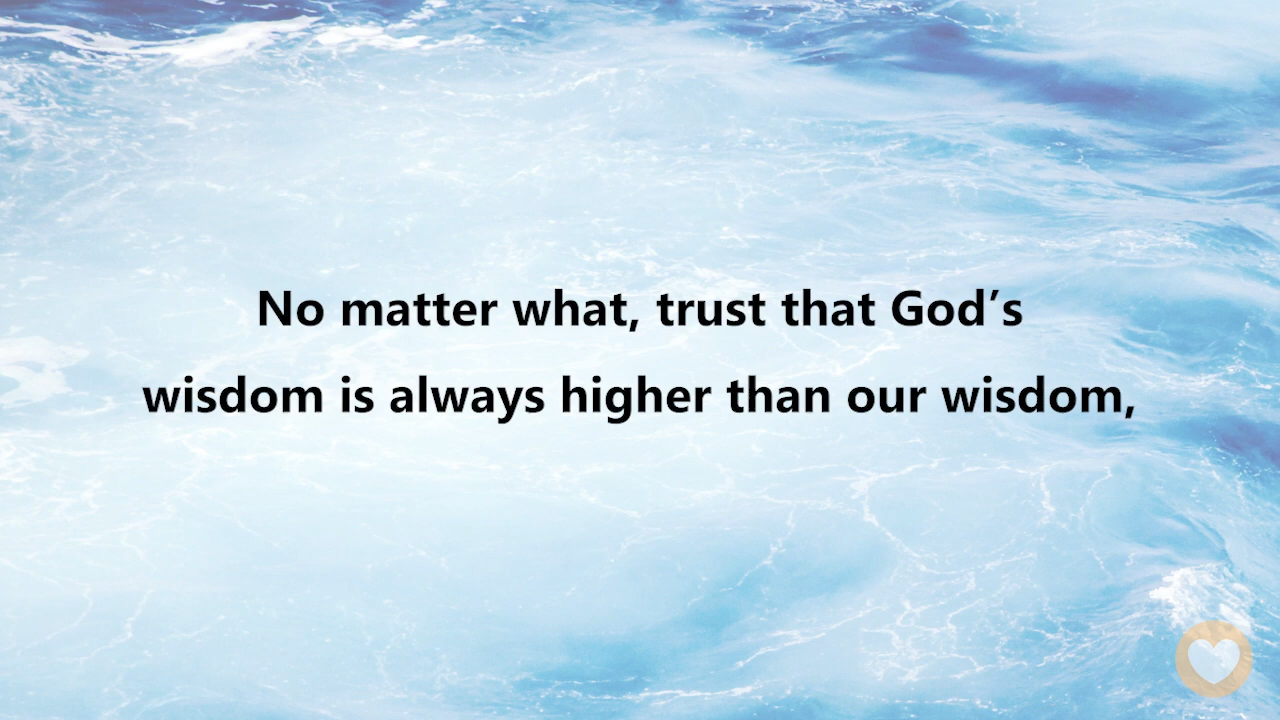 No matter what, trust that God’s
wisdom is always higher than our wisdom,